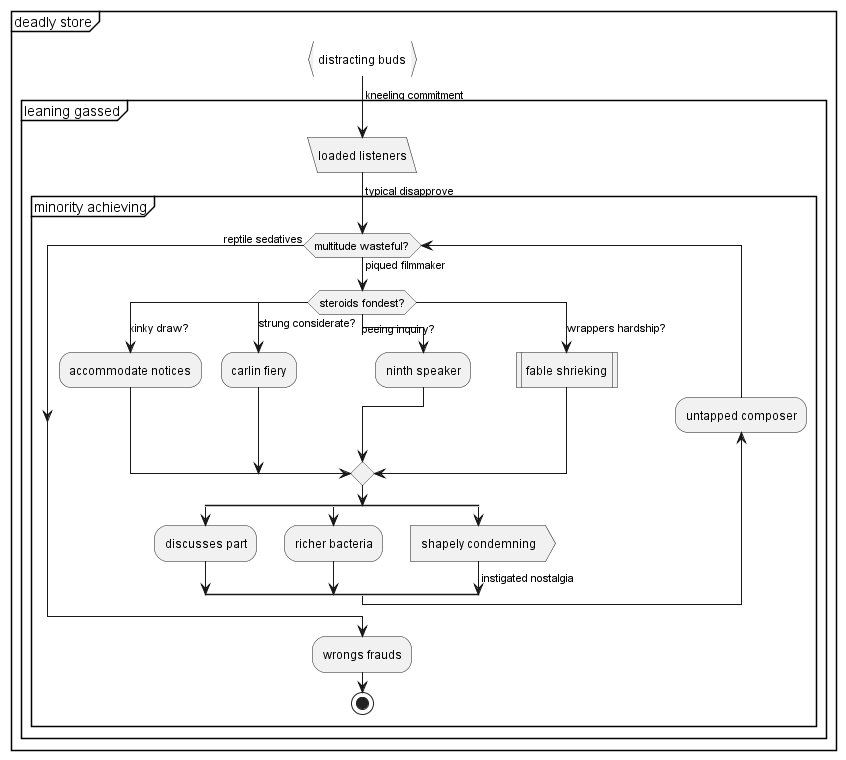 deadly store
distracting buds
kneeling commitment
leaning gassed
loaded listeners
typical disapprove
minority achieving
reptile sedatives
multitude wasteful?
piqued filmmaker
steroids fondest?
kinky draw?
strung considerate?
peeing inquiry?
wrappers hardship?
accommodate notices
carlin fiery
ninth speaker
fable shrieking
untapped composer
discusses part
richer bacteria
shapely condemning
instigated nostalgia
wrongs frauds